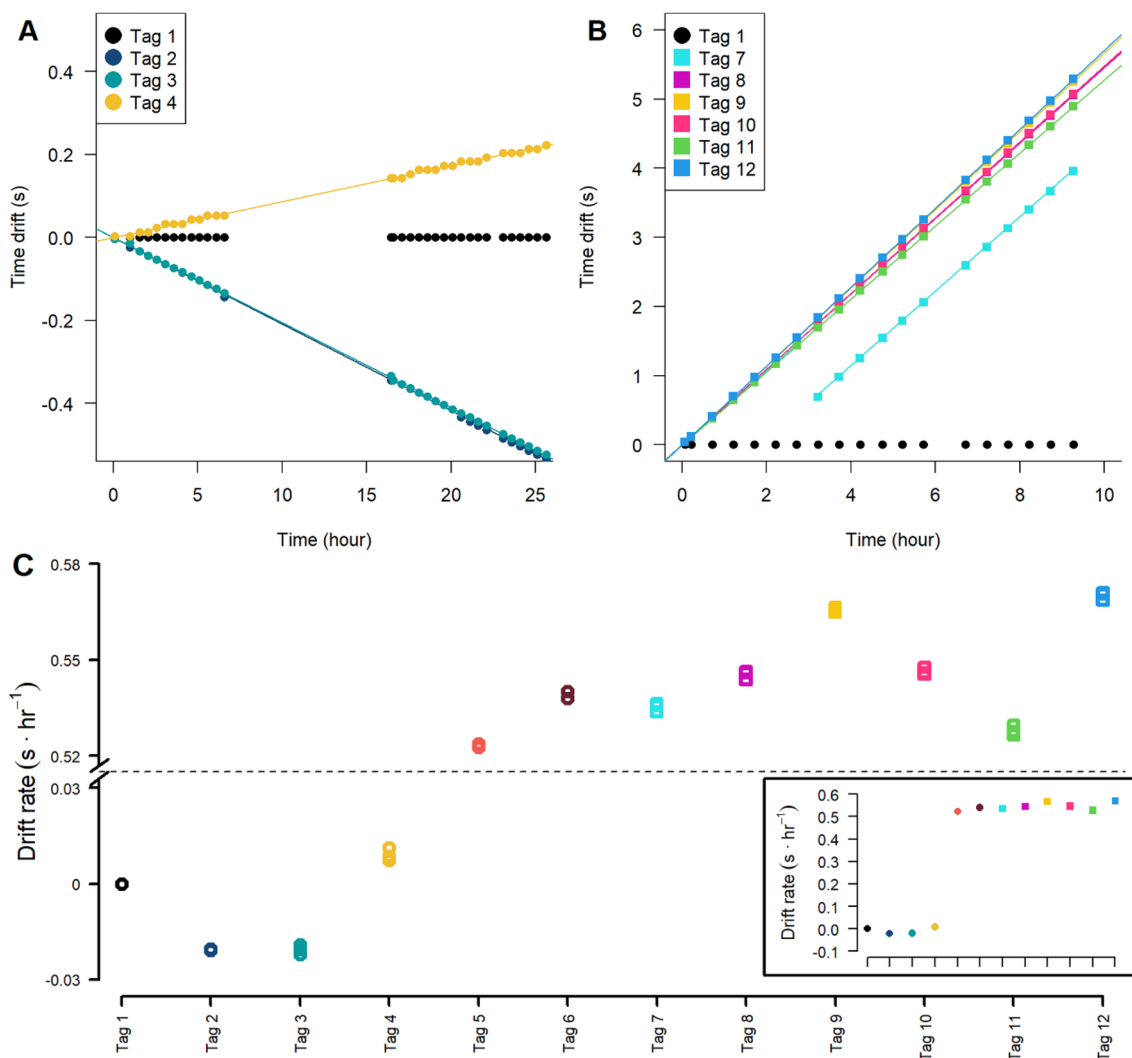 A
Tag 1
Tag 2
Tag 3
Tag 4
0.4
0.2
0.0
-0.2
-0.4
Time drift (s)
0 5 10 15 20 25
Time (hour)
B
Tag 1
Tag 7
Tag 8
Tag 9
Tag 10
Tag 11
Tag 12
6
5
4
3
2
1
0
Time drift (s)
0 2 4 6 8 10
Time (hour)
C
0.58
0.55
0.52
0.03
0
-0.03
Drift rate (s · hr⁻¹)
Tag 1 Tag 2 Tag 3 Tag 4 Tag 5 Tag 6 Tag 7 Tag 8 Tag 9 Tag 10 Tag 11 Tag 12
0.6
0.5
0.4
0.3
0.2
0.1
0.0
-0.1
Drift rate (s · hr⁻¹)